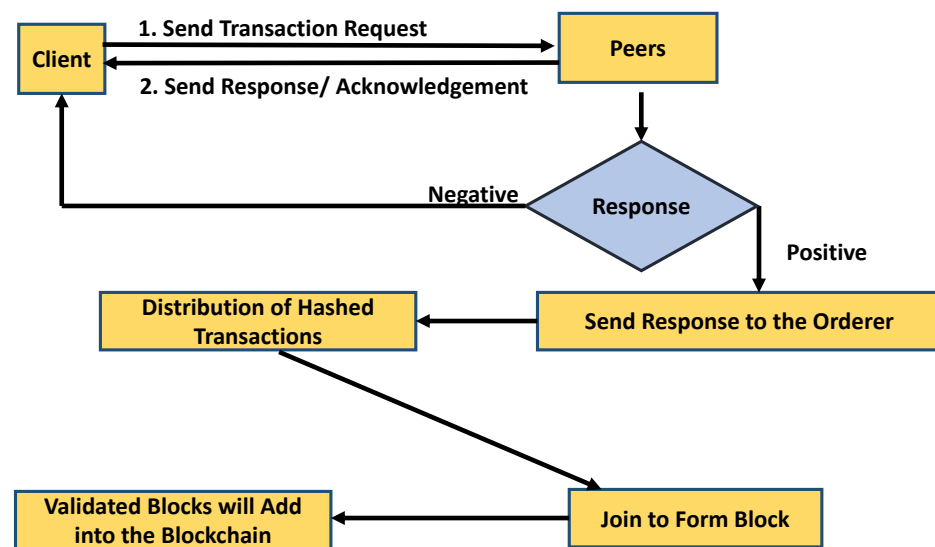 1. Send Transaction Request
Client
Peers
2. Send Response/ Acknowledgement
Negative
Response
Positive
Distribution of Hashed
Transactions
Send Response to the Orderer
Validated Blocks will Add
into the Blockchain
Join to Form Block